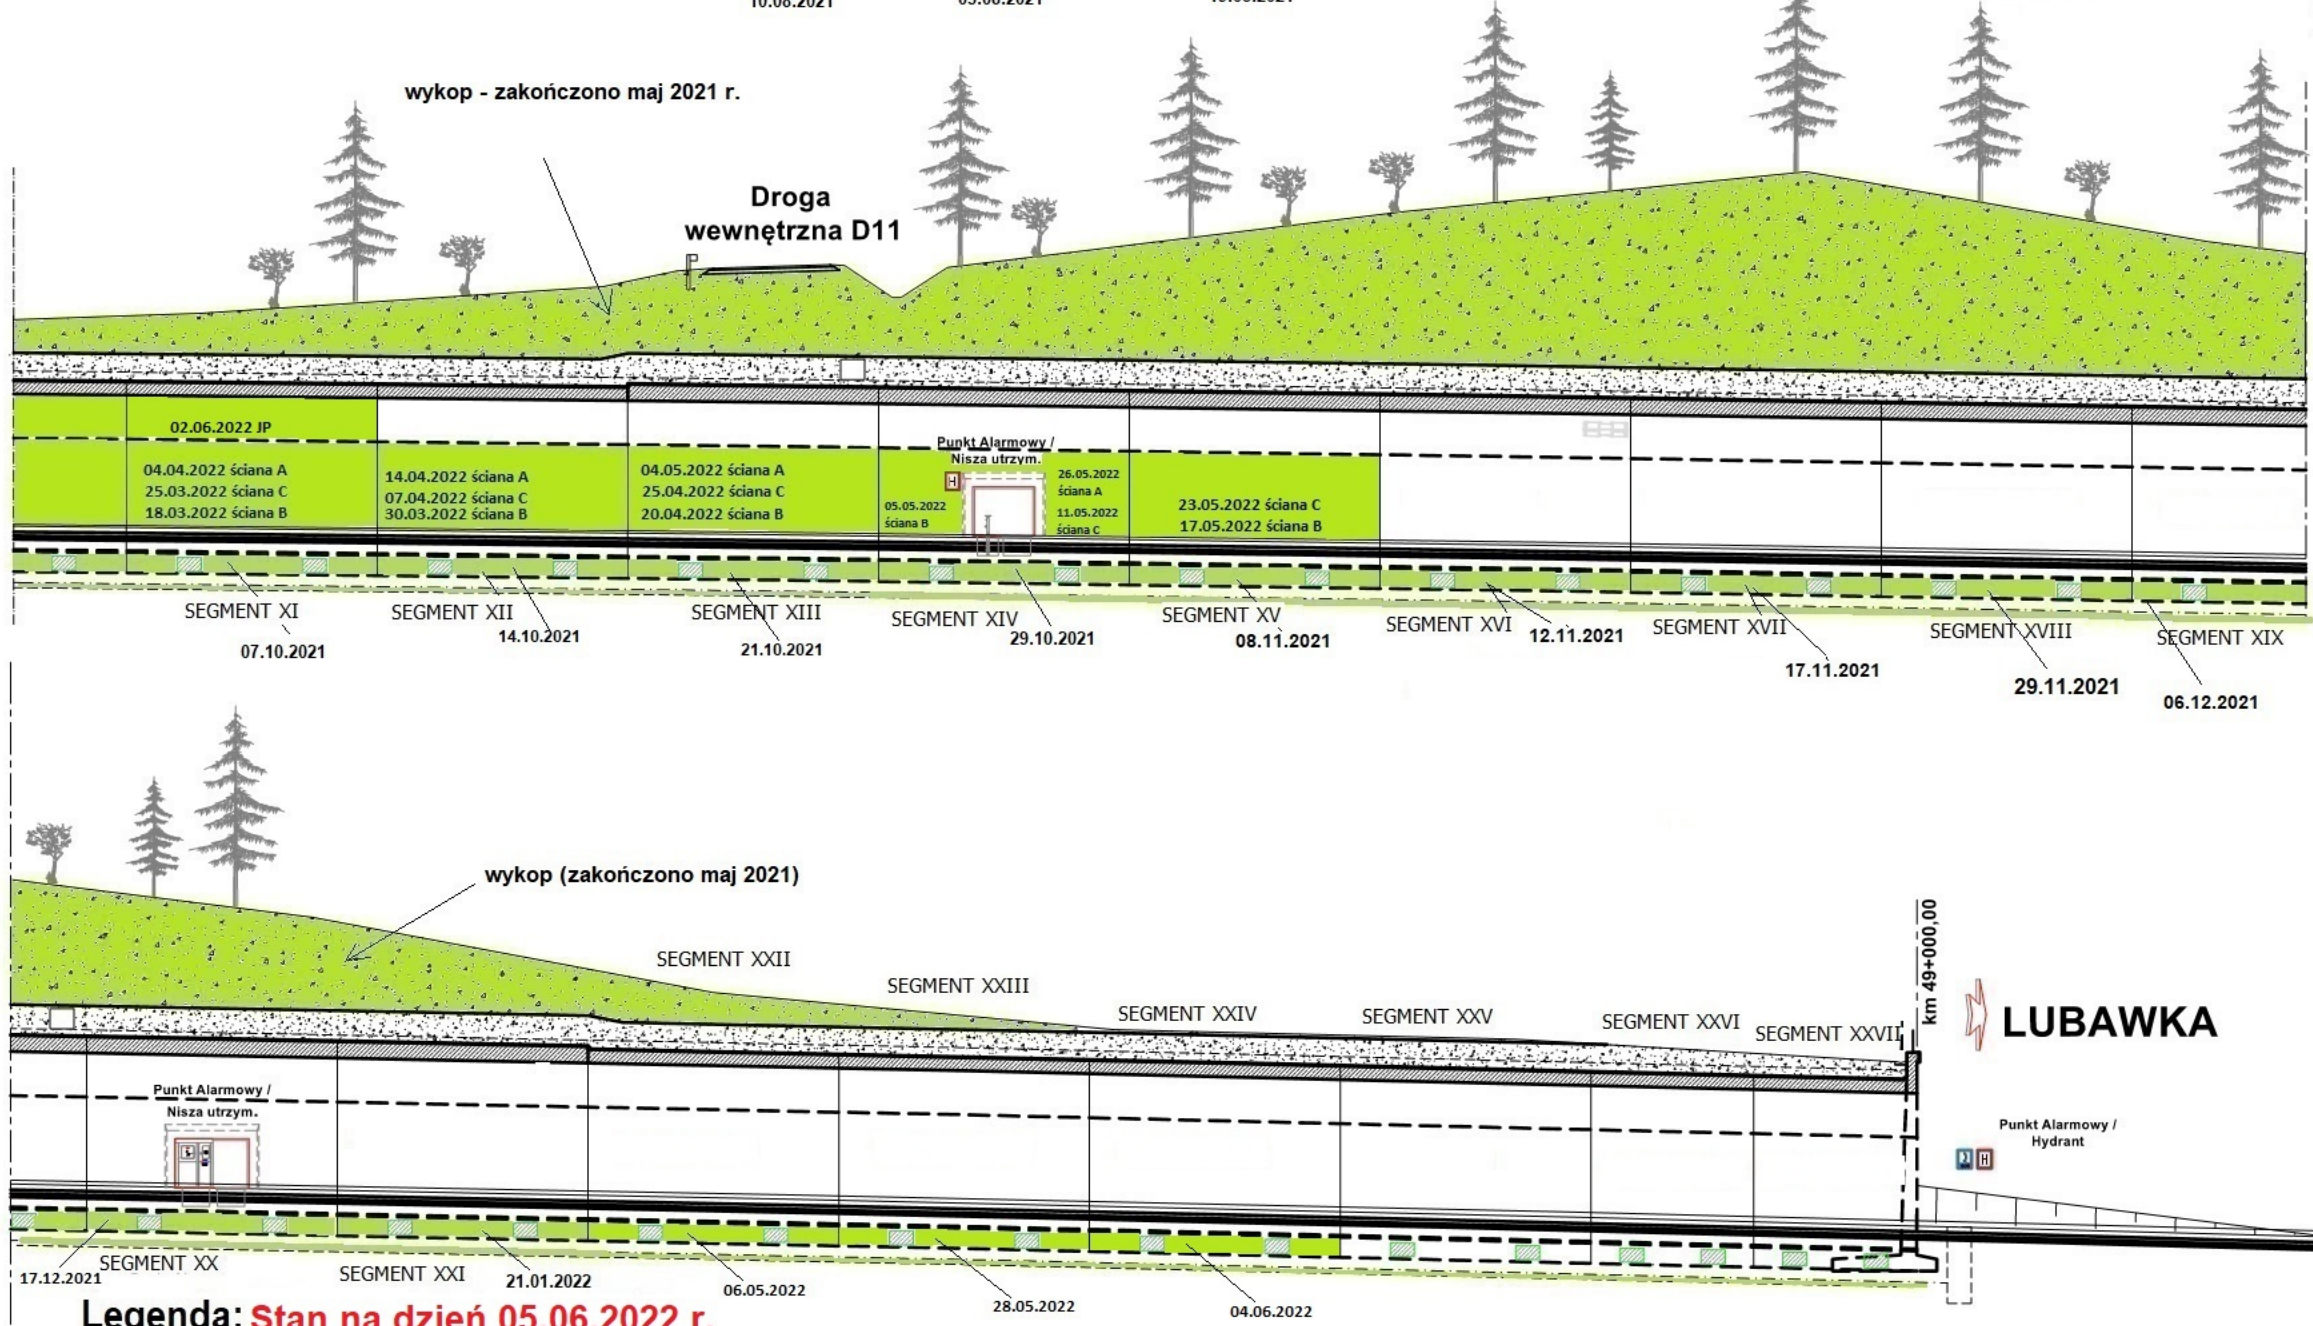 10.08.2021
wykop - zakończono maj 2021 r.
Droga
wewnętrzna D11
02.06.2022 JP
04.04.2022 ściana A
25.03.2022 ściana C
18.03.2022 ściana B
14.04.2022 ściana A
07.04.2022 ściana C
30.03.2022 ściana B
04.05.2022 ściana A
25.04.2022 ściana C
20.04.2022 ściana B
Punkt Alarmowy /
Nisza utrzym.
H
05.05.2022
ściana B
26.05.2022
ściana A
11.05.2022
ściana C
23.05.2022 ściana C
17.05.2022 ściana B
SEGMENT XI
SEGMENT XII
SEGMENT XIII
SEGMENT XIV
SEGMENT XV
SEGMENT XVI
SEGMENT XVII
SEGMENT XVIII
SEGMENT XIX
07.10.2021
14.10.2021
21.10.2021
29.10.2021
08.11.2021
12.11.2021
17.11.2021
29.11.2021
06.12.2021
wykop (zakończono maj 2021)
SEGMENT XXII
SEGMENT XXIII
SEGMENT XXIV
SEGMENT XXV
SEGMENT XXVI
SEGMENT XXVII
km 49+000,00
LUBAWKA
Punkt Alarmowy /
Nisza utrzym.
Punkt Alarmowy /
Hydrant
H
17.12.2021
SEGMENT XX
SEGMENT XXI
21.01.2022
06.05.2022
28.05.2022
04.06.2022
Legenda: Stan na dzień 05.06.2022 r.